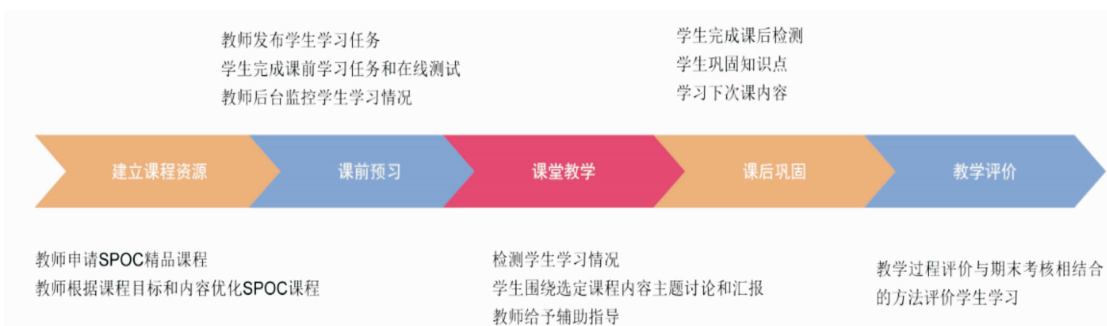 教师发布学生学习任务
学生完成课前学习任务和在线测试
教师后台监控学生学习情况
学生完成课后检测
学生巩固知识点
学习下次课内容
建立课程资源
课前预习
课堂教学
课后巩固
教学评价
教师申请SPOC精品课程
教师根据课程目标和内容优化SPOC课程
检测学生学习情况
学生围绕选定课程内容主题讨论和汇报
教师给予辅助指导
教学过程评价与期末考核相结合
的方法评价学生学习